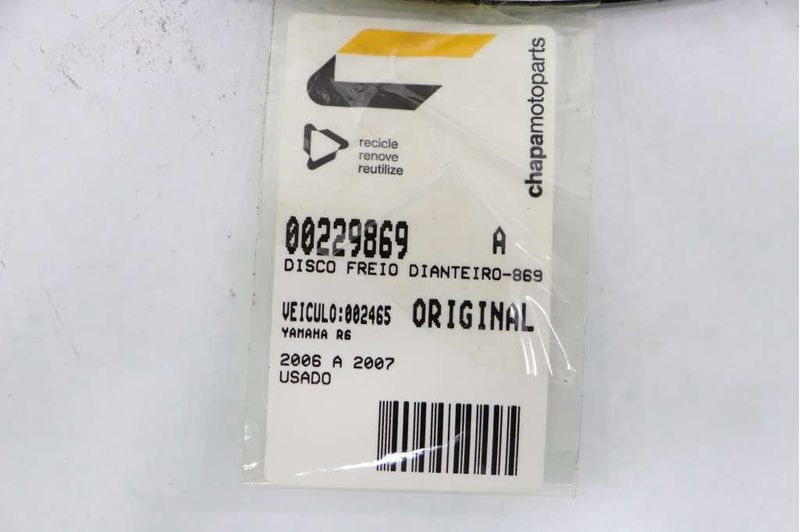 chapamotoparts
recicle
renove
reutilize
00229869 A
DISCO FREIO DIANTEIRO-869
VEICULO:002465 ORIGINAL
YAMAHA R6
2006 A 2007
USADO